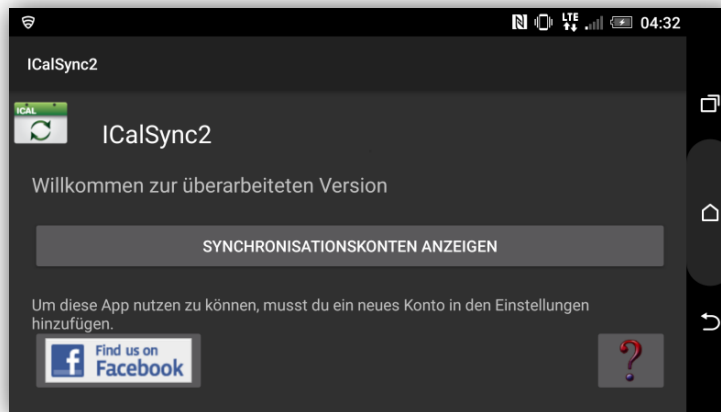 LTE 04:32
ICalSync2
ICAL
ICalSync2
Willkommen zur überarbeiteten Version
SYNCHRONISATIONSKONTEN ANZEIGEN
Um diese App nutzen zu können, musst du ein neues Konto in den Einstellungen
hinzufügen.
Find us on
Facebook
?